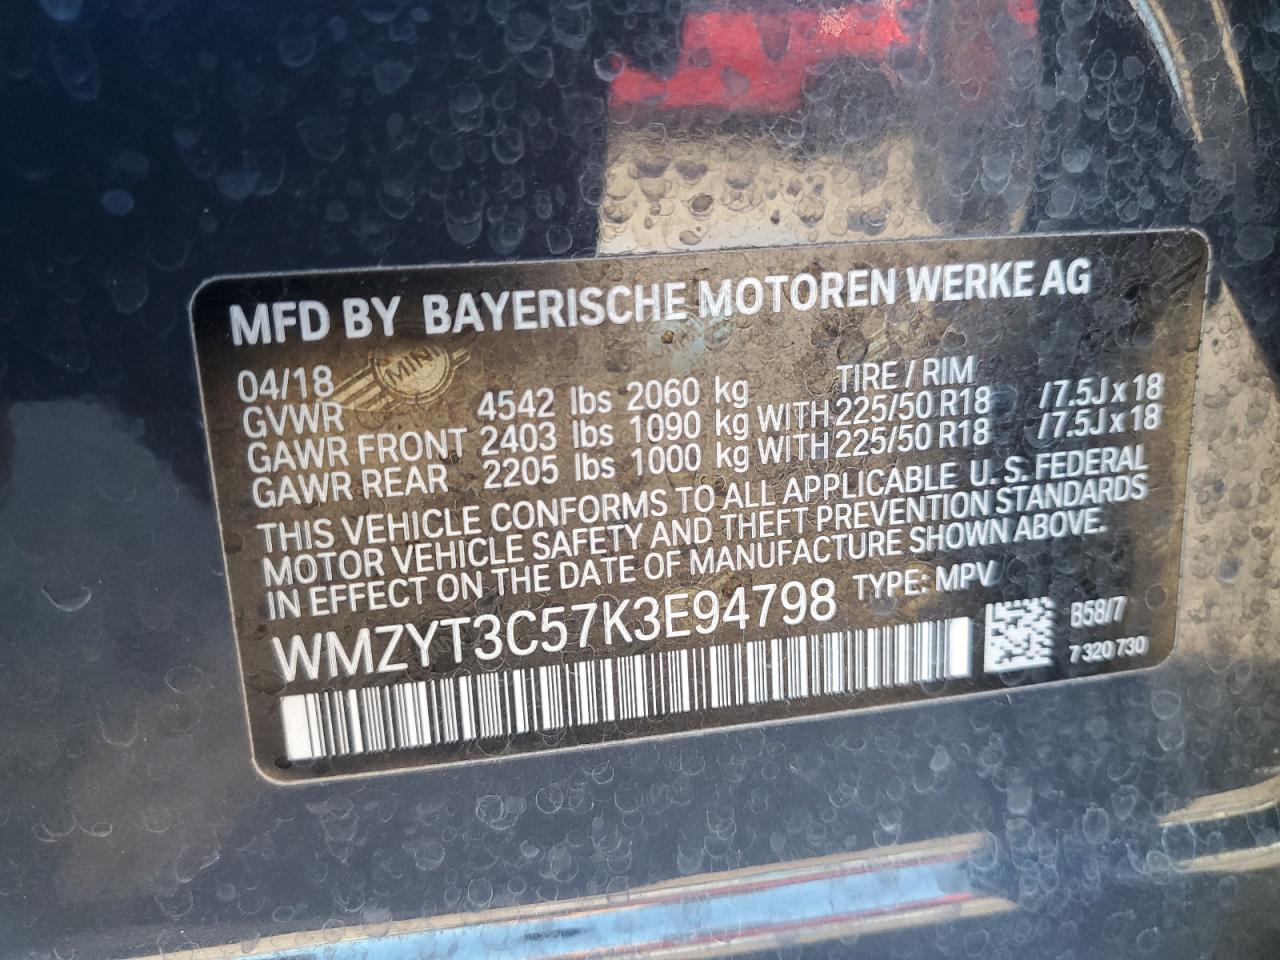 MFD BY BAYERISCHE MOTOREN WERKE AG
04/18 MINI TIRE / RIM
GVWR 4542 lbs 2060 kg
GAWR FRONT 2403 lbs 1090 kg WITH 225/50 R18 /7.5J x 18
GAWR REAR 2205 lbs 1000 kg WITH 225/50 R18 /7.5J x 18
THIS VEHICLE CONFORMS TO ALL APPLICABLE U. S. FEDERAL
MOTOR VEHICLE SAFETY AND THEFT PREVENTION STANDARDS
IN EFFECT ON THE DATE OF MANUFACTURE SHOWN ABOVE.
WMZYT3C57K3E94798 TYPE: MPV
B58/7
7 320 730